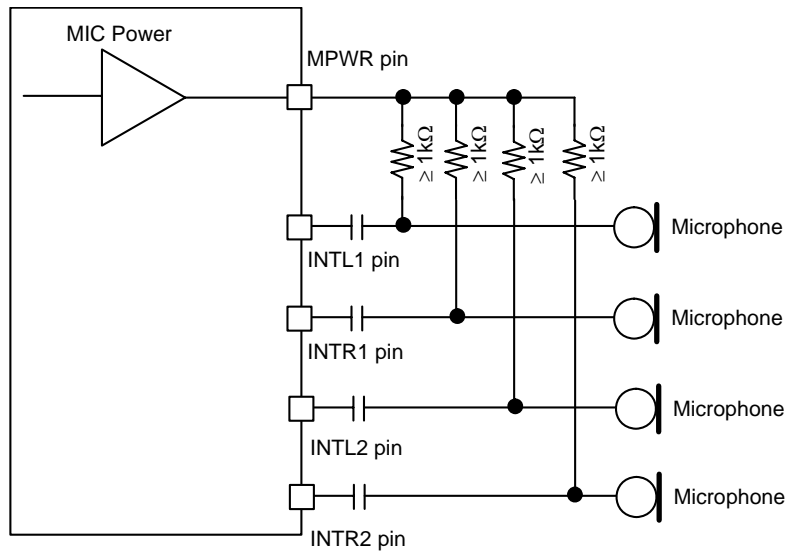 MIC Power
MPWR pin
≥ 1kΩ
≥ 1kΩ
≥ 1kΩ
≥ 1kΩ
Microphone
INTL1 pin
Microphone
INTR1 pin
Microphone
INTL2 pin
Microphone
INTR2 pin